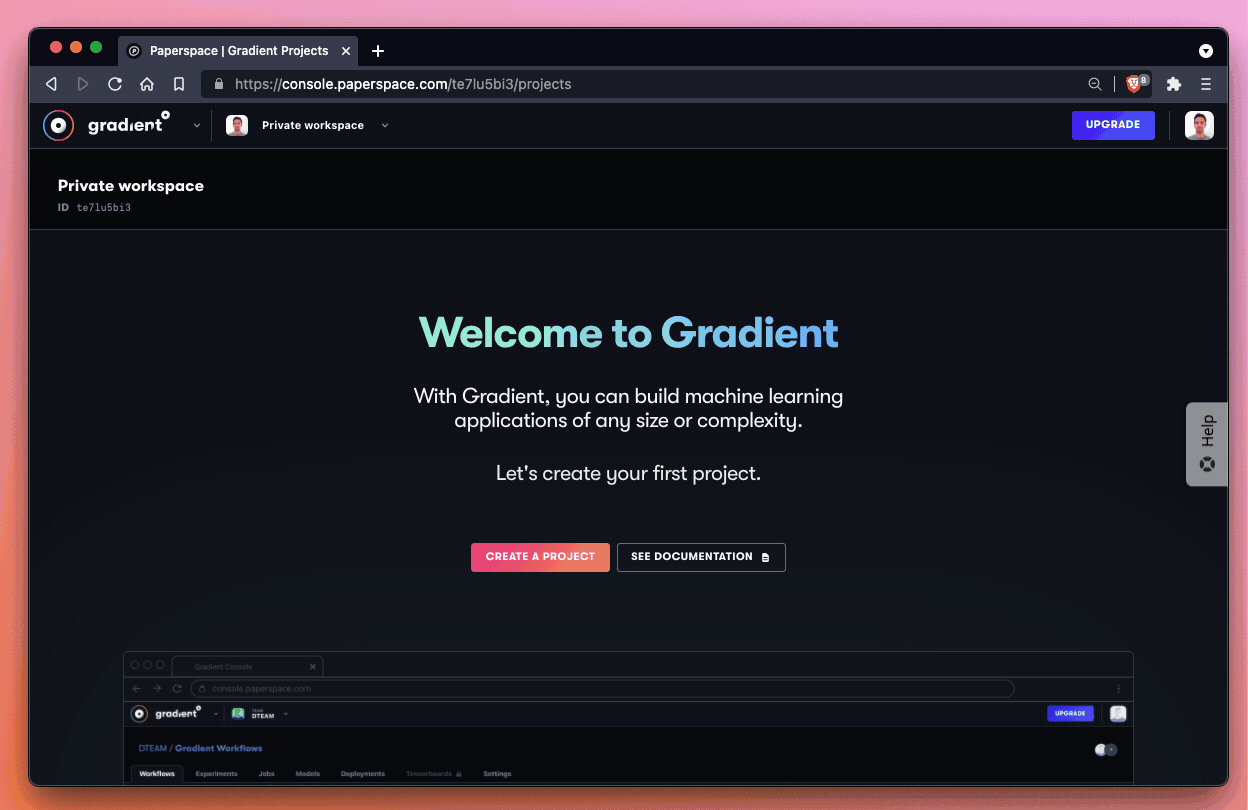 Paperspace | Gradient Projects
https://console.paperspace.com/te7lu5bi3/projects
8
gradient
Private workspace
UPGRADE
Private workspace
ID te7lu5bi3
Welcome to Gradient
With Gradient, you can build machine learning
applications of any size or complexity.
Let's create your first project.
Help
CREATE A PROJECT
SEE DOCUMENTATION
Gradient Console
console.paperspace.com
gradient
TEAM
DTEAM
UPGRADE
DTEAM / Gradient Workflows
Workflows
Experiments
Jobs
Models
Deployments
Tensorboards
Settings